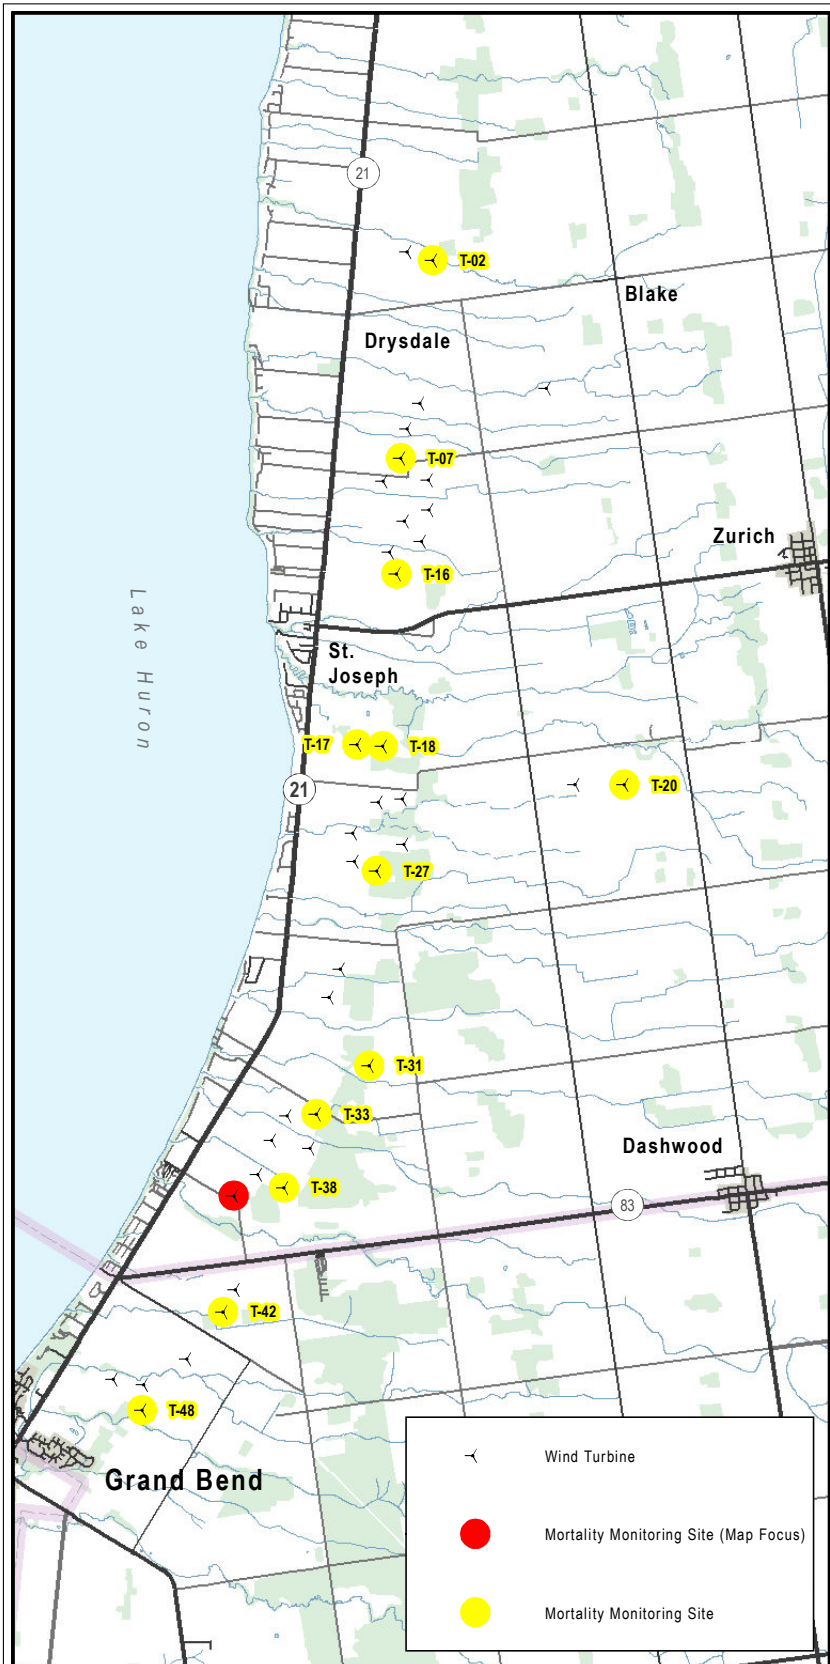 21
T-02
Blake
Drysdale
T-07
Zurich
T-16
Lake Huron
St.
Joseph
T-17
T-18
21
T-20
T-27
T-31
T-33
Dashwood
T-38
83
T-42
T-48
Grand Bend
Wind Turbine
Mortality Monitoring Site (Map Focus)
Mortality Monitoring Site